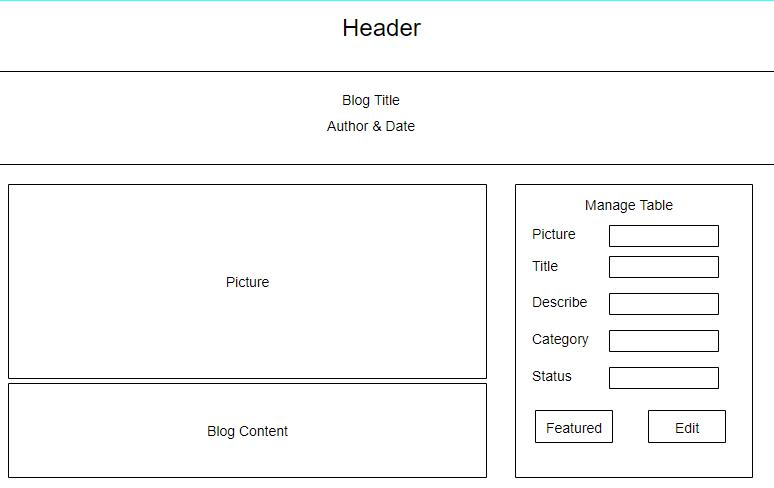 Header
Blog Title
Author & Date
Picture
Blog Content
Manage Table
Picture
Title
Describe
Category
Status
Featured
Edit